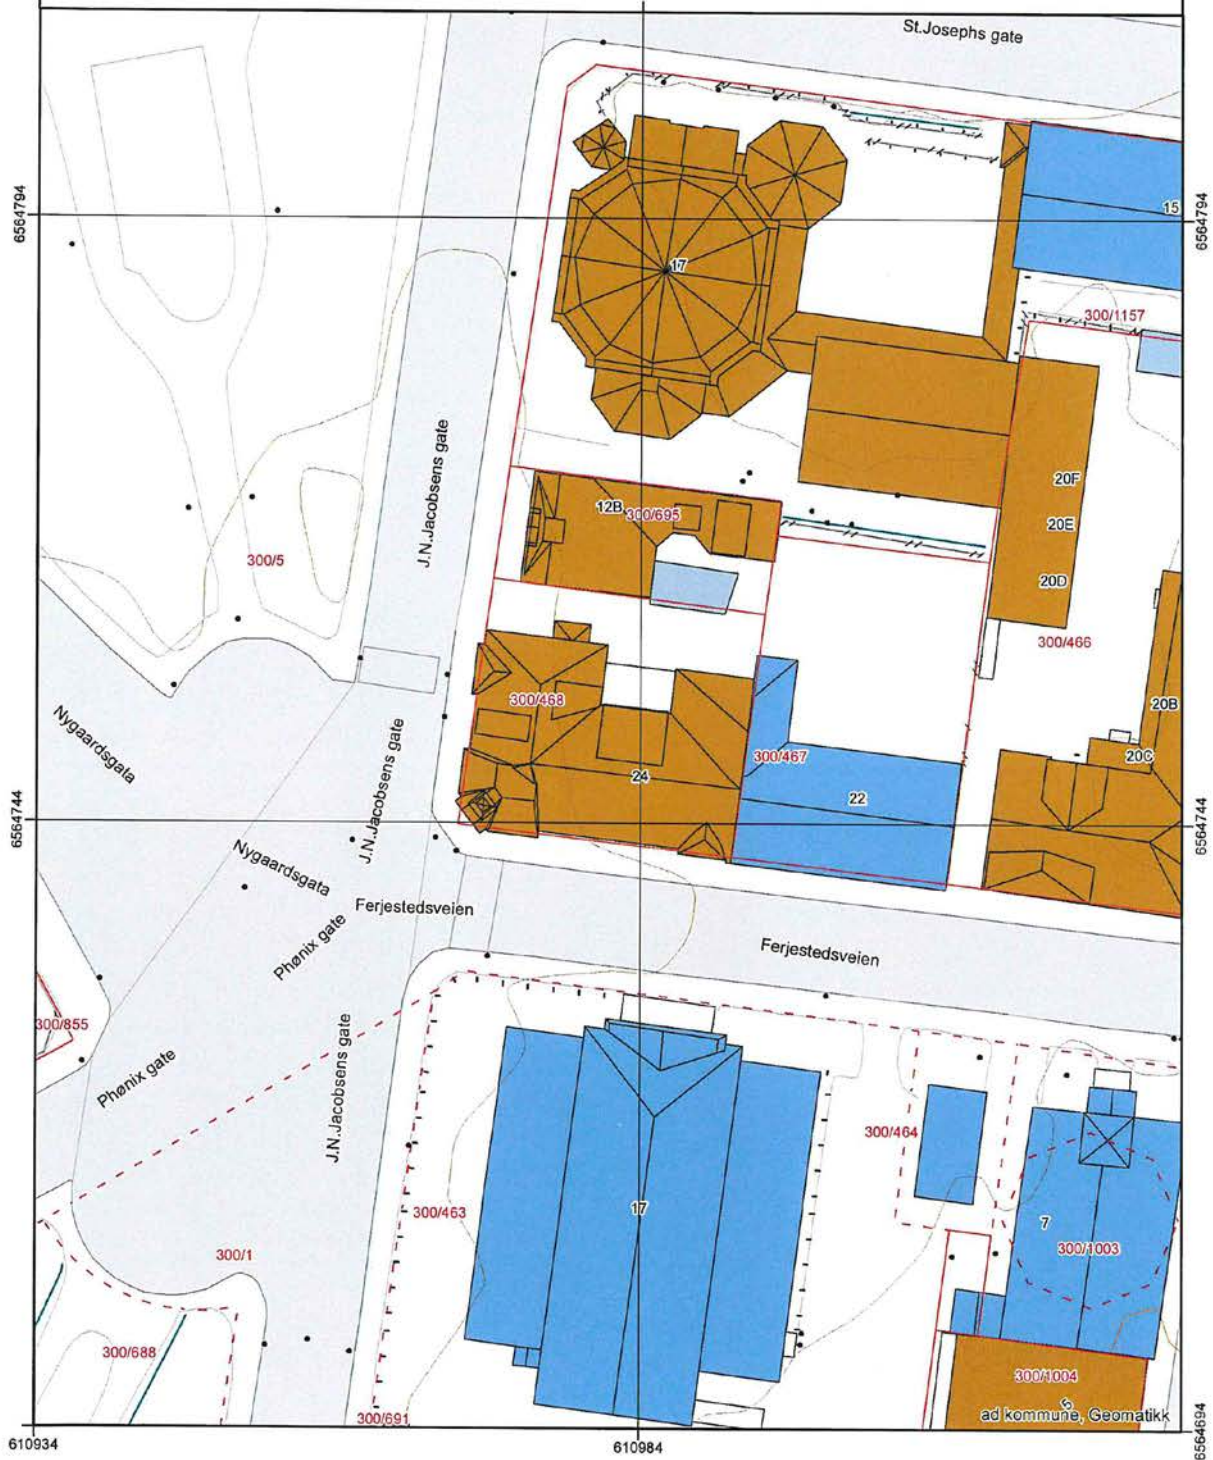 St.Josephs gate
6564794
6564794
15
17
300/1157
J.N.Jacobsens gate
20F
12B
300/695
20E
300/5
20D
300/466
300/468
20B
Nygaardsgata
J.N.Jacobsens gate
300/467
20C
24
22
6564744
6564744
Nygaardsgata
Ferjestedsveien
Phønix gate
Ferjestedsveien
300/855
Phønix gate
J.N.Jacobsens gate
300/464
300/463
17
7
300/1003
300/1
300/688
300/1004
5
300/691
ad kommune, Geomatikk
610934
610984
6564694